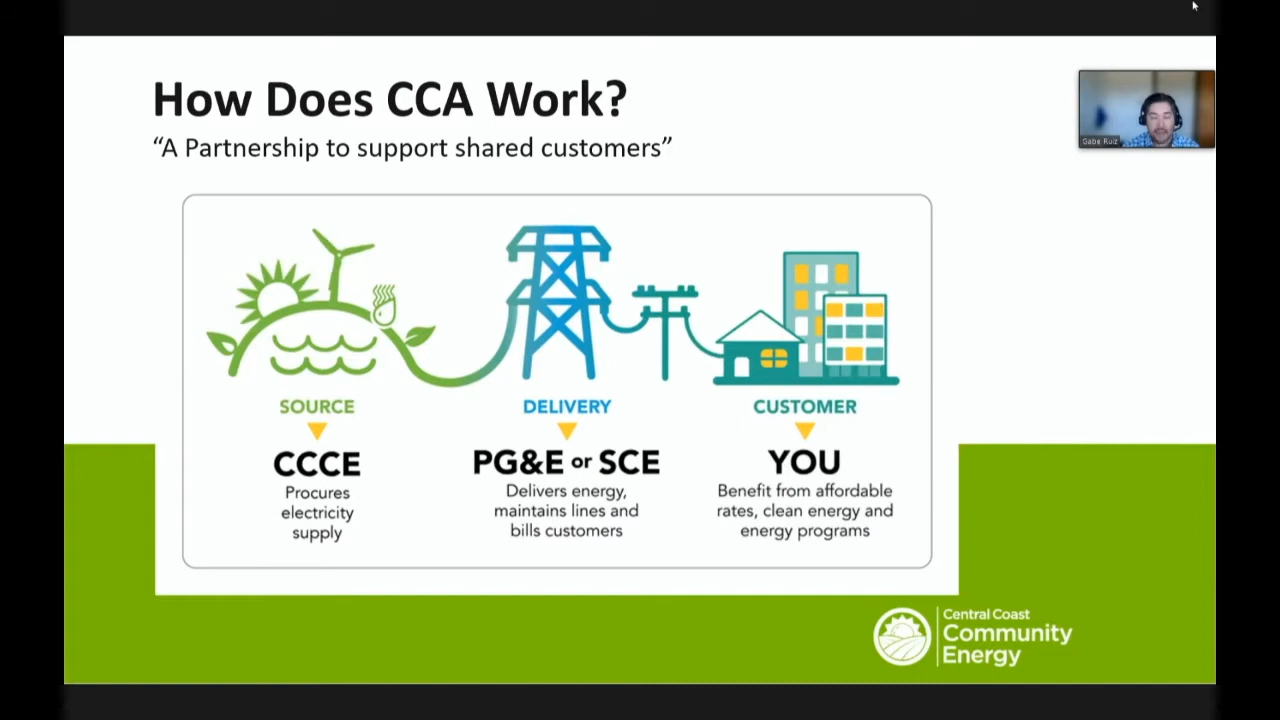 How Does CCA Work?
“A Partnership to support shared customers”
Gabe Ruiz
SOURCE
CCCE
Procures
electricity
supply
DELIVERY
PG&E or SCE
Delivers energy,
maintains lines and
bills customers
CUSTOMER
YOU
Benefit from affordable
rates, clean energy and
energy programs
Central Coast
Community
Energy